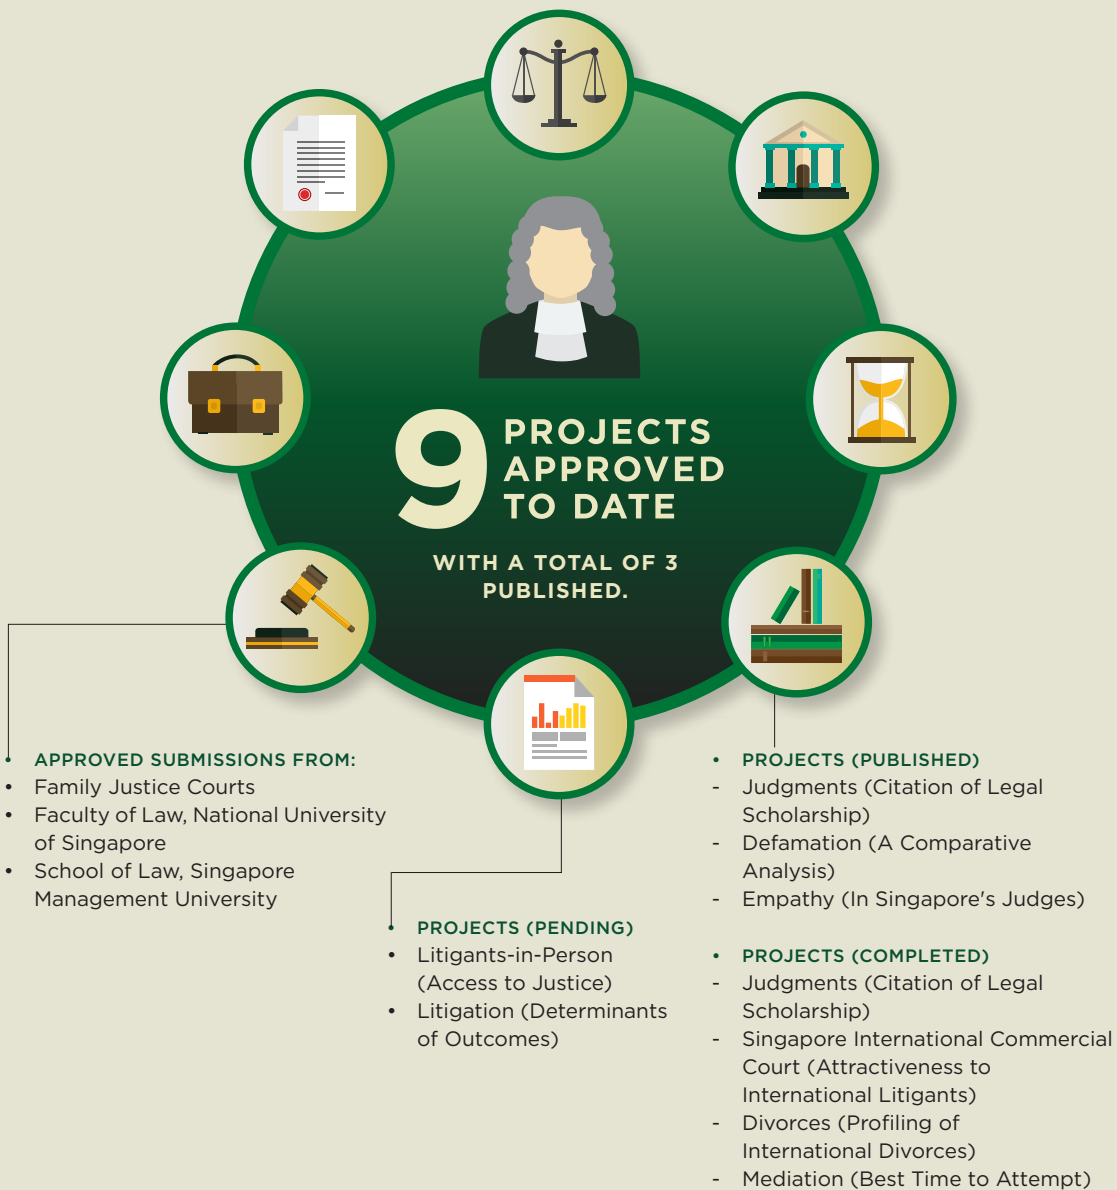 9 PROJECTS
APPROVED
TO DATE
WITH A TOTAL OF 3
PUBLISHED.
• APPROVED SUBMISSIONS FROM:
• Family Justice Courts
• Faculty of Law, National University
of Singapore
• School of Law, Singapore
Management University
• PROJECTS (PENDING)
• Litigants-in-Person
(Access to Justice)
• Litigation (Determinants
of Outcomes)
• PROJECTS (PUBLISHED)
- Judgments (Citation of Legal
Scholarship)
- Defamation (A Comparative
Analysis)
- Empathy (In Singapore's Judges)
• PROJECTS (COMPLETED)
- Judgments (Citation of Legal
Scholarship)
- Singapore International Commercial
Court (Attractiveness to
International Litigants)
- Divorces (Profiling of
International Divorces)
- Mediation (Best Time to Attempt)